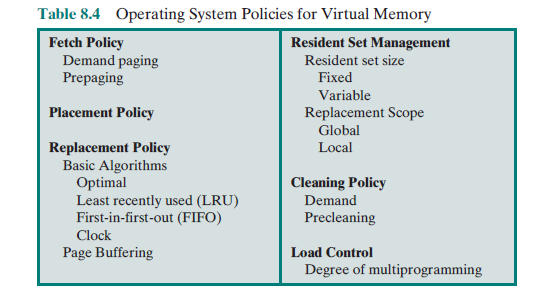 Table 8.4 Operating System Policies for Virtual Memory
Fetch Policy
Demand paging
Prepaging
Placement Policy
Replacement Policy
Basic Algorithms
Optimal
Least recently used (LRU)
First-in-first-out (FIFO)
Clock
Page Buffering
Resident Set Management
Resident set size
Fixed
Variable
Replacement Scope
Global
Local
Cleaning Policy
Demand
Precleaning
Load Control
Degree of multiprogramming